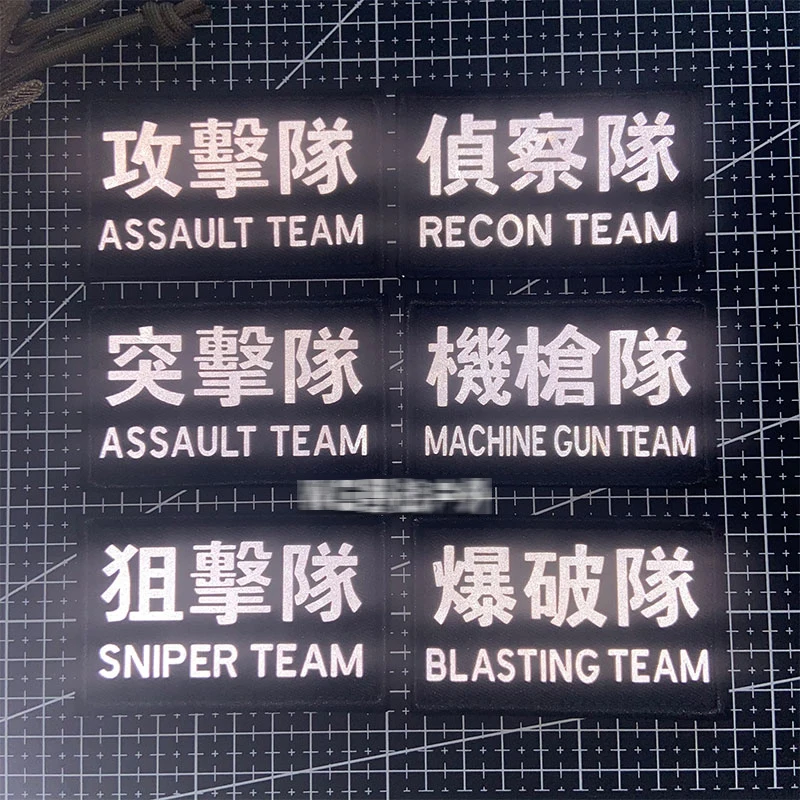 攻擊隊
ASSAULT TEAM
偵察隊
RECON TEAM
突擊隊
ASSAULT TEAM
機槍隊
MACHINE GUN TEAM
狙擊隊
SNIPER TEAM
爆破隊
BLASTING TEAM